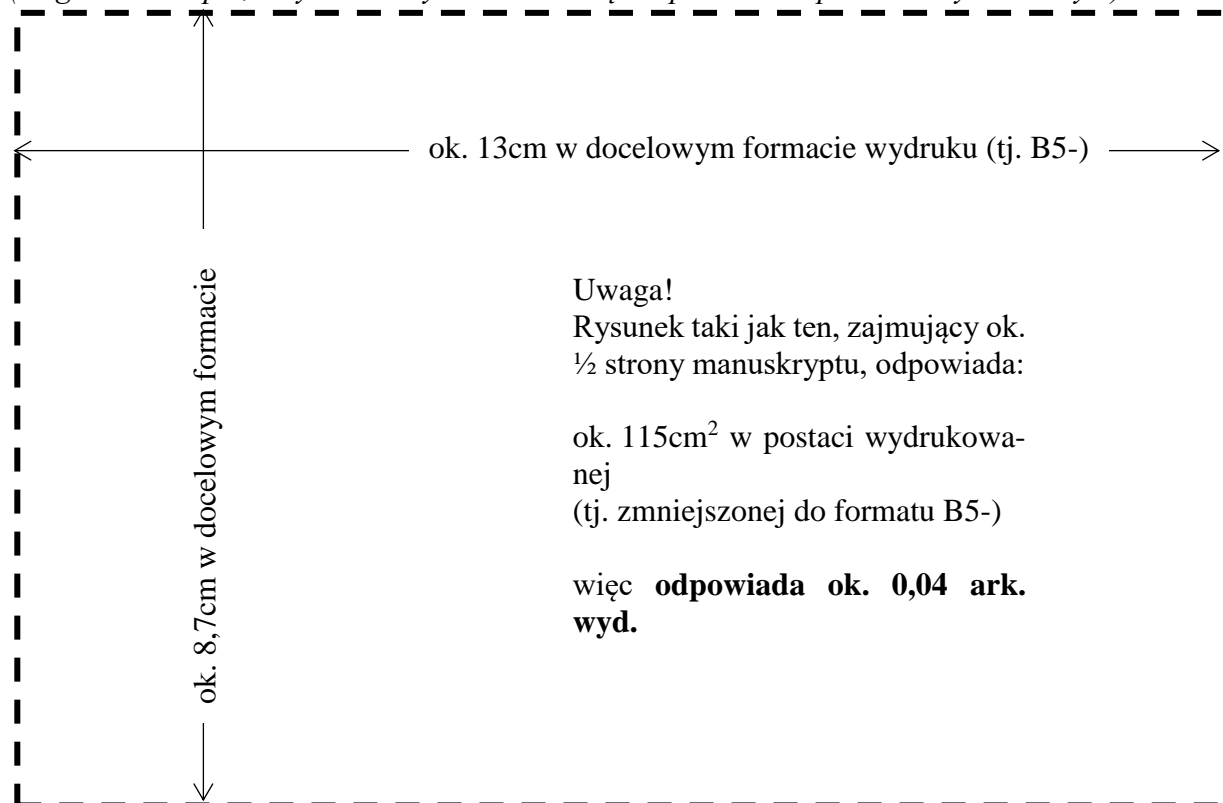 ok. 13cm w docelowym formacie wydruku (tj. B5-)
ok. 8,7cm w docelowym formacie
Uwaga!
Rysunek taki jak ten, zajmujący ok.
½ strony manuskryptu, odpowiada:
ok. 115cm² w postaci wydrukowa-
nej
(tj. zmniejszonej do formatu B5-)
więc odpowiada ok. 0,04 ark.
wyd.